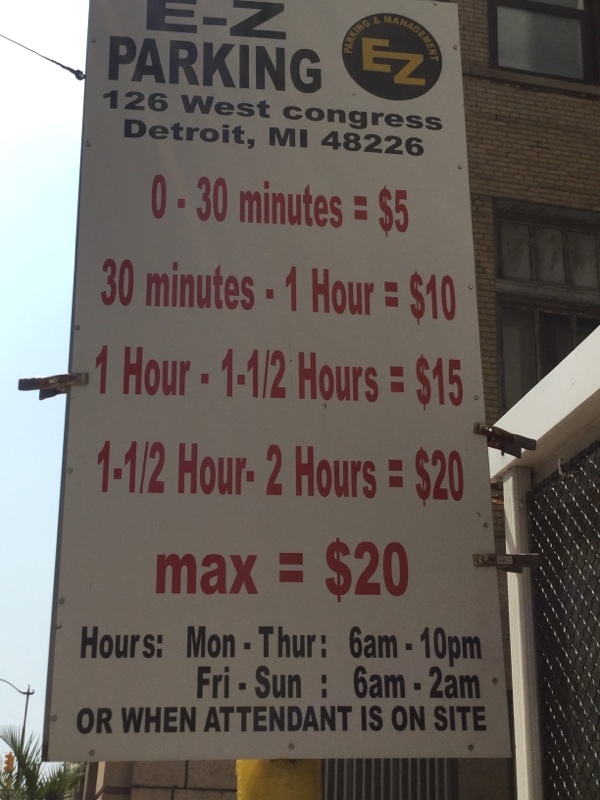 E-Z
PARKING
PARKING & MANAGEMENT
EZ
126 West congress
Detroit, MI 48226
0 - 30 minutes = $5
30 minutes - 1 Hour = $10
1 Hour - 1-1/2 Hours = $15
1-1/2 Hour- 2 Hours = $20
max = $20
Hours: Mon - Thur: 6am - 10pm
Fri - Sun : 6am - 2am
OR WHEN ATTENDANT IS ON SITE